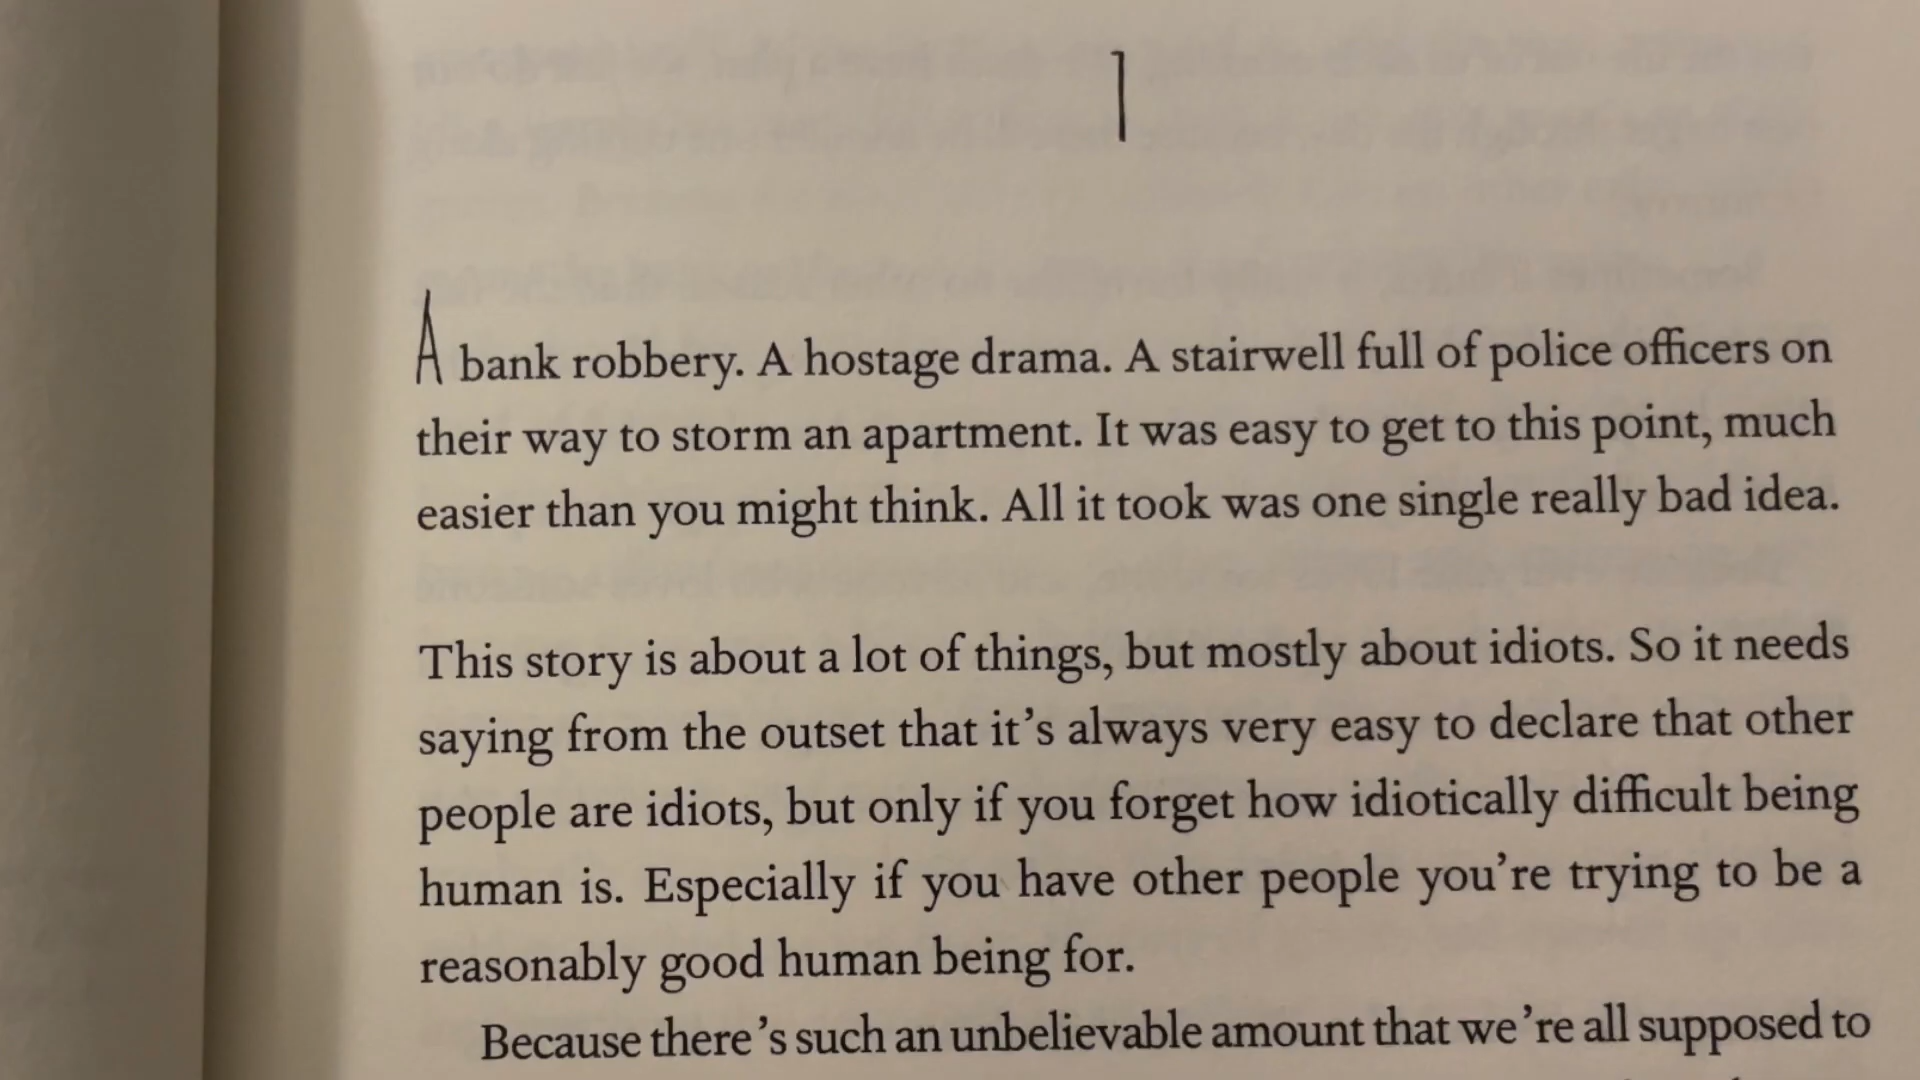 1
A bank robbery. A hostage drama. A stairwell full of police officers on
their way to storm an apartment. It was easy to get to this point, much
easier than you might think. All it took was one single really bad idea.
This story is about a lot of things, but mostly about idiots. So it needs
saying from the outset that it’s always very easy to declare that other
people are idiots, but only if you forget how idiotically difficult being
human is. Especially if you have other people you’re trying to be a
reasonably good human being for.
Because there’s such an unbelievable amount that we’re all supposed to